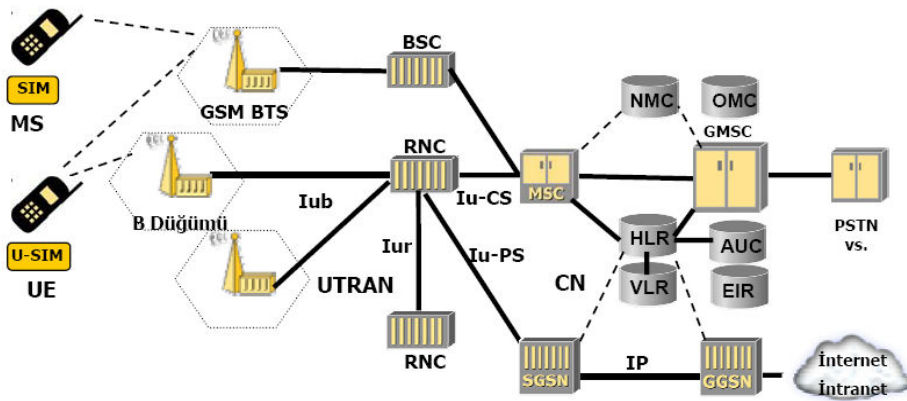 SIM
MS
GSM BTS
BSC
NMC
OMC
GMSC
RNC
MSC
Iu-CS
Iub
B Düğümü
U-SIM
UE
Iur
Iu-PS
UTRAN
CN
HLR
AUC
VLR
EIR
PSTN
vs.
RNC
SGSN
IP
GGSN
İnternet
İntranet